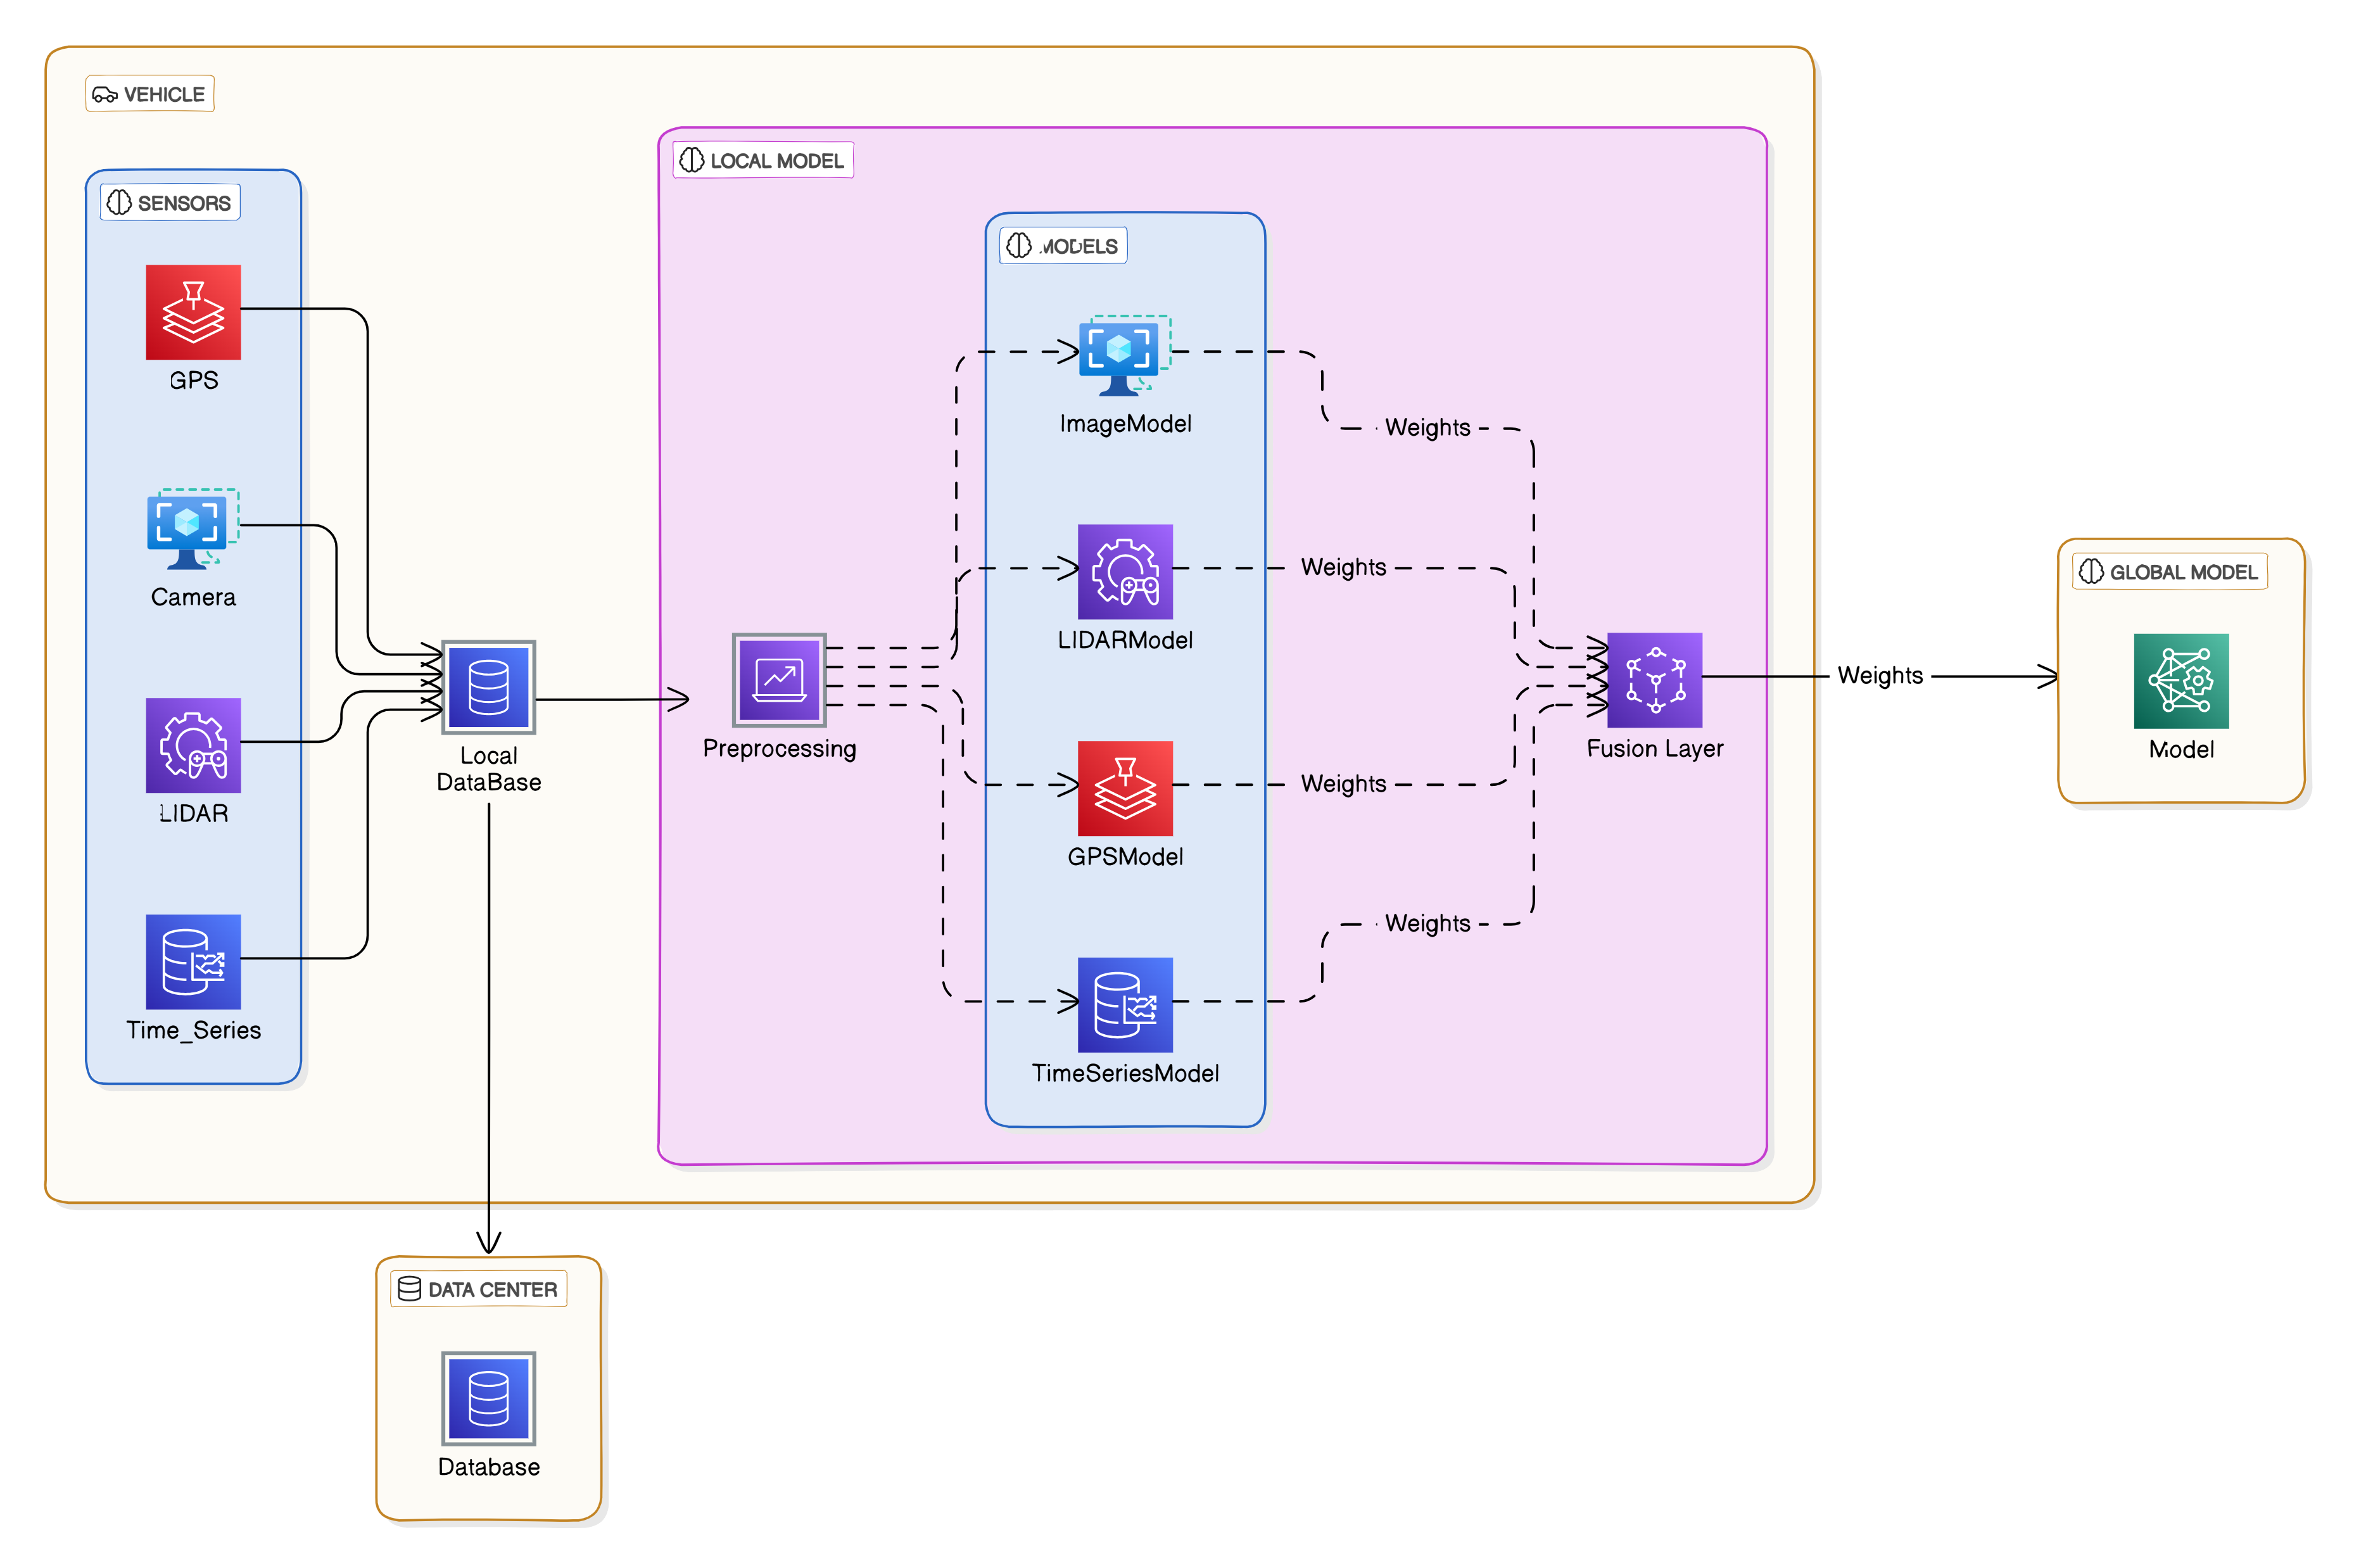 VEHICLE
SENSORS
GPS
Camera
LIDAR
Time_Series
Local
DataBase
LOCAL MODEL
Preprocessing
MODELS
ImageModel
LIDARModel
GPSModel
TimeSeriesModel
Weights
Weights
Weights
Weights
Fusion Layer
Weights
GLOBAL MODEL
Model
DATA CENTER
Database